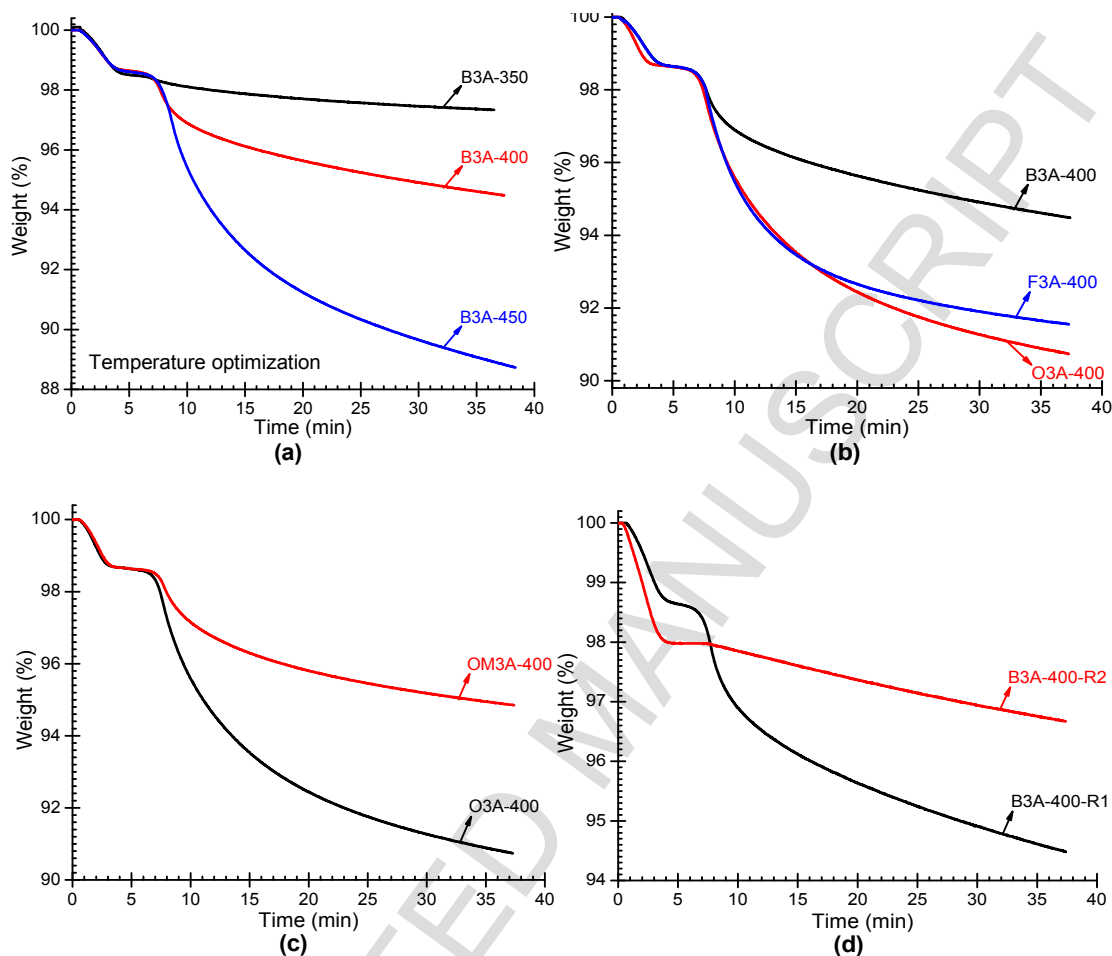 100
98
96
94
92
90
88
Weight (%)
B3A-350
B3A-400
B3A-450
Temperature optimization
0 5 10 15 20 25 30 35 40
Time (min)
(a)
100
98
96
94
92
90
Weight (%)
B3A-400
F3A-400
O3A-400
0 5 10 15 20 25 30 35 40
Time (min)
(b)
100
98
96
94
92
90
Weight (%)
OM3A-400
O3A-400
0 5 10 15 20 25 30 35 40
Time (min)
(c)
100
99
98
97
96
95
94
Weight (%)
B3A-400-R2
B3A-400-R1
0 5 10 15 20 25 30 35 40
Time (min)
(d)
TED MANUSCRIPT